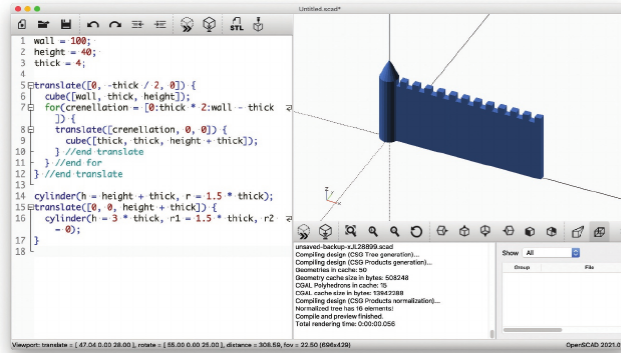 Untitled.scad*
STL
1 wall = 100;
2 height = 40;
3 thick = 4;
4
5 translate([0, -thick / 2, 0]) {
6 cube([wall, thick, height]);
7 for(crenellation = [0:thick * 2:wall - thick
]) {
8 translate([crenellation, 0, 0]) {
9 cube([thick, thick, height + thick]);
10 } //end translate
11 } //end for
12 } //end translate
13
14 cylinder(h = height + thick, r = 1.5 * thick);
15 translate([0, 0, height + thick]) {
16 cylinder(h = 3 * thick, r1 = 1.5 * thick, r2
= 0);
17 }
18
z
x
unsaved-backup-xJL28899.scad
Compiling design (CSG Tree generation)...
Compiling design (CSG Products generation)...
Geometries in cache: 50
Geometry cache size in bytes: 508248
CGAL Polyhedrons in cache: 15
CGAL cache size in bytes: 13942288
Compiling design (CSG Products normalization)...
Normalized tree has 16 elements!
Compile and preview finished.
Total rendering time: 0:00:00.056
Show All
Group File
Viewport: translate = [ 47.04 0.00 28.00 ], rotate = [ 55.00 0.00 25.00 ], distance = 308.59, fov = 22.50 (696x429)
OpenSCAD 2021.0